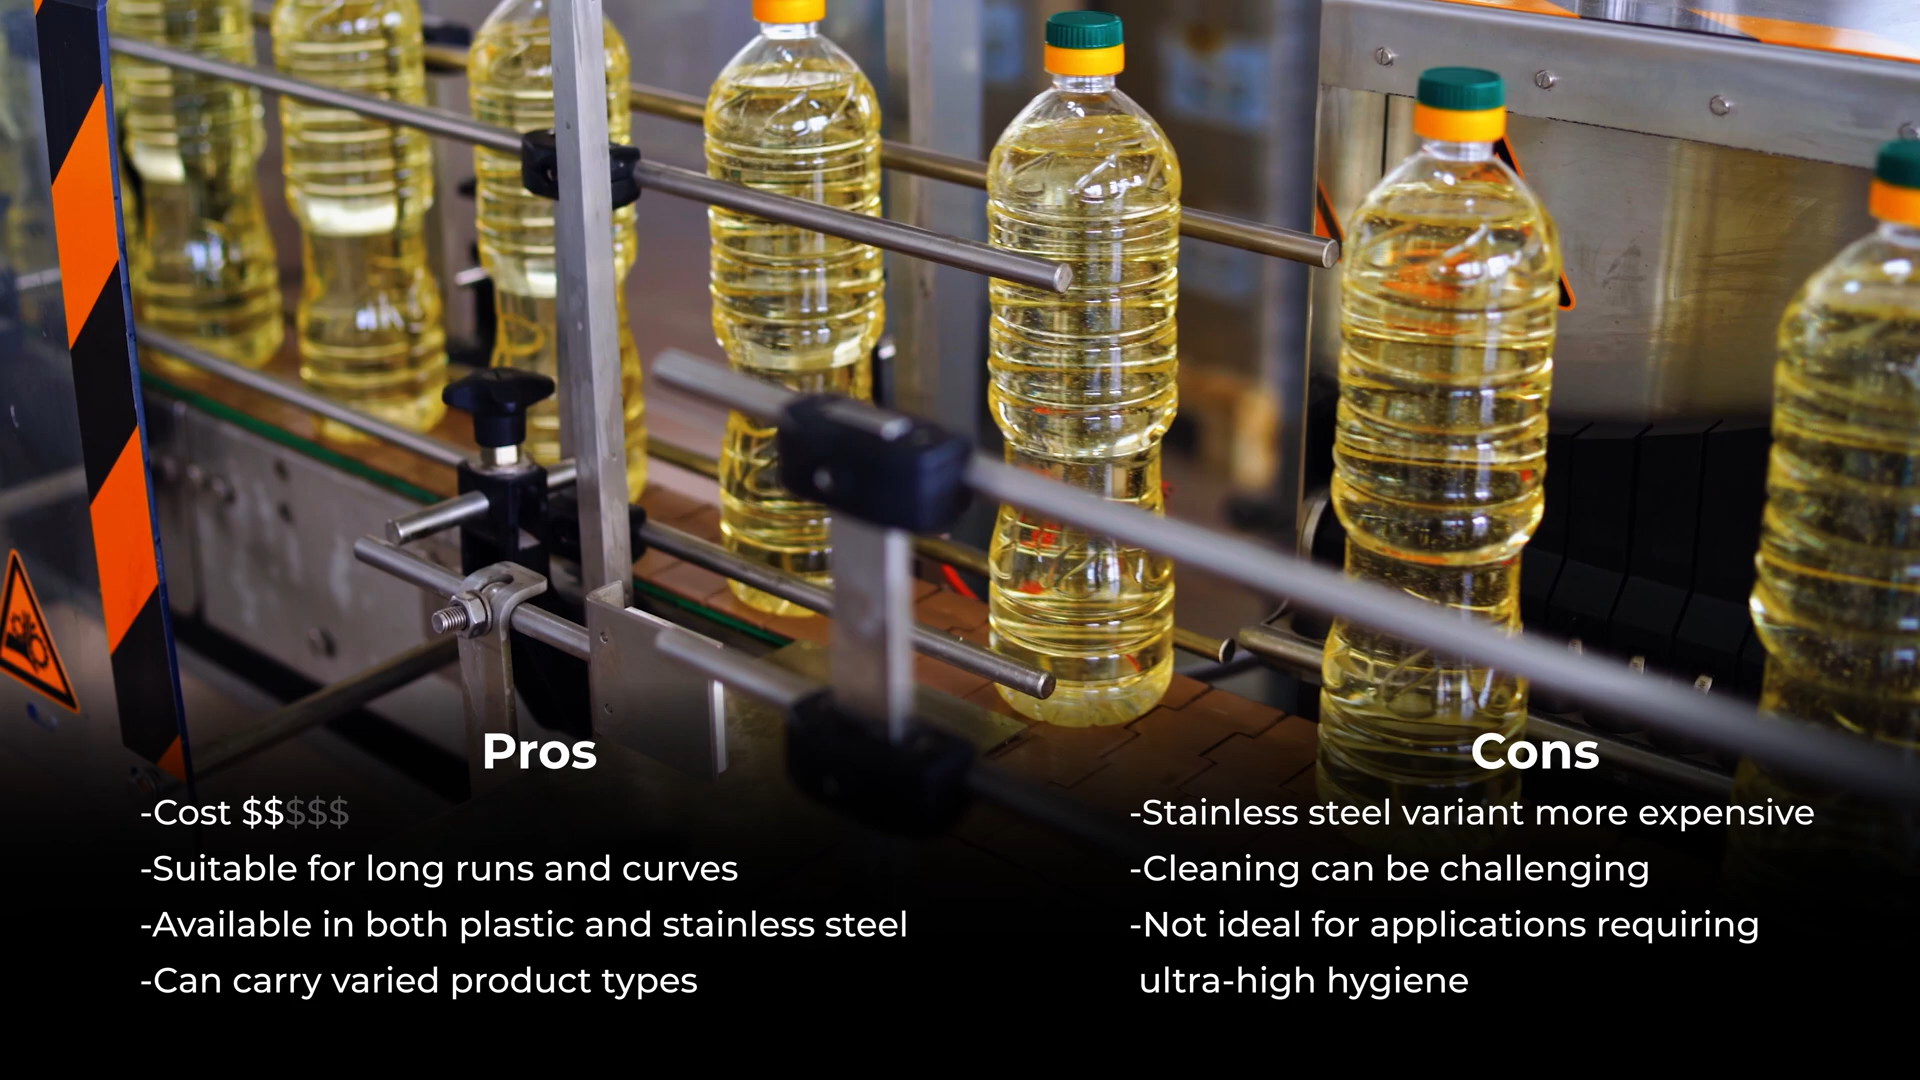 Pros
-Cost $$$$$
-Suitable for long runs and curves
-Available in both plastic and stainless steel
-Can carry varied product types
Cons
-Stainless steel variant more expensive
-Cleaning can be challenging
-Not ideal for applications requiring
ultra-high hygiene